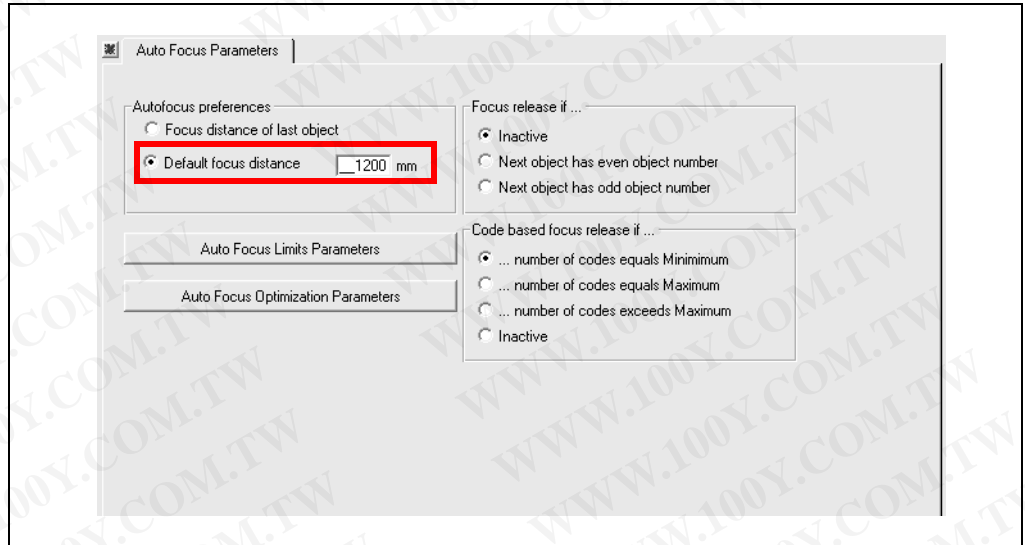 Auto Focus Parameters
Autofocus preferences
Focus distance of last object
Default focus distance __1200 mm
Auto Focus Limits Parameters
Auto Focus Optimization Parameters
Focus release if ...
Inactive
Next object has even object number
Next object has odd object number
Code based focus release if ...
... number of codes equals Minimimum
... number of codes equals Maximum
... number of codes exceeds Maximum
Inactive
WWW.100Y.COM.TW